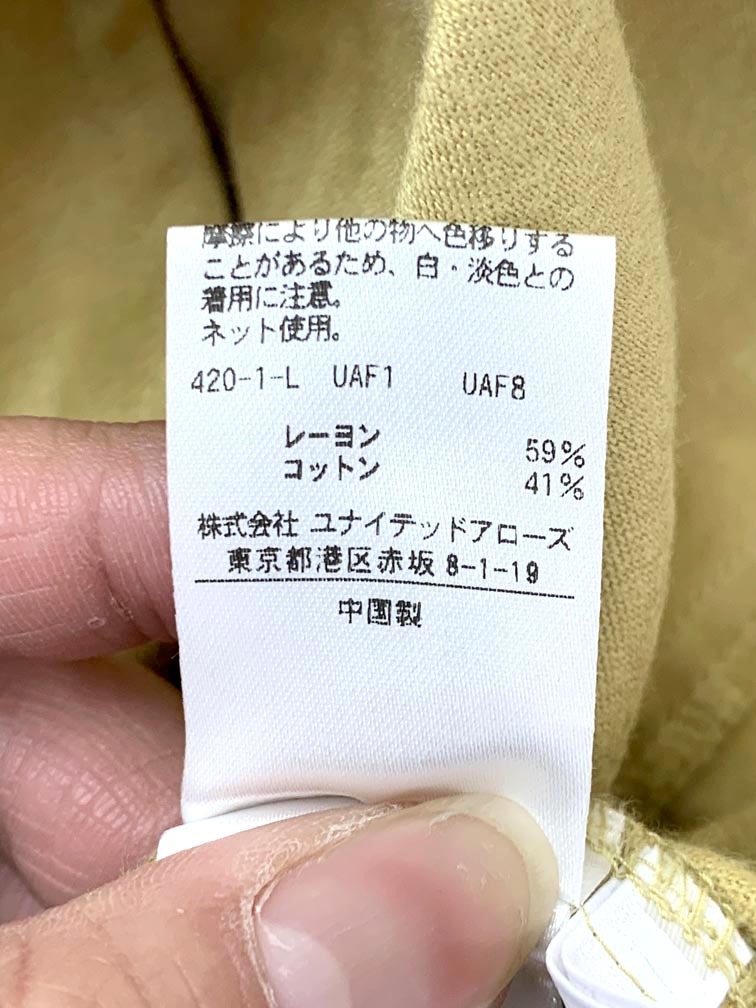 摩擦により他の物へ色移りする
ことがあるため、白・淡色との
着用に注意。
ネット使用。
420-1-L UAF1 UAF8
レーヨン 59%
コットン 41%
株式会社 ユナイテッドアローズ
東京都港区赤坂 8-1-19
中国製